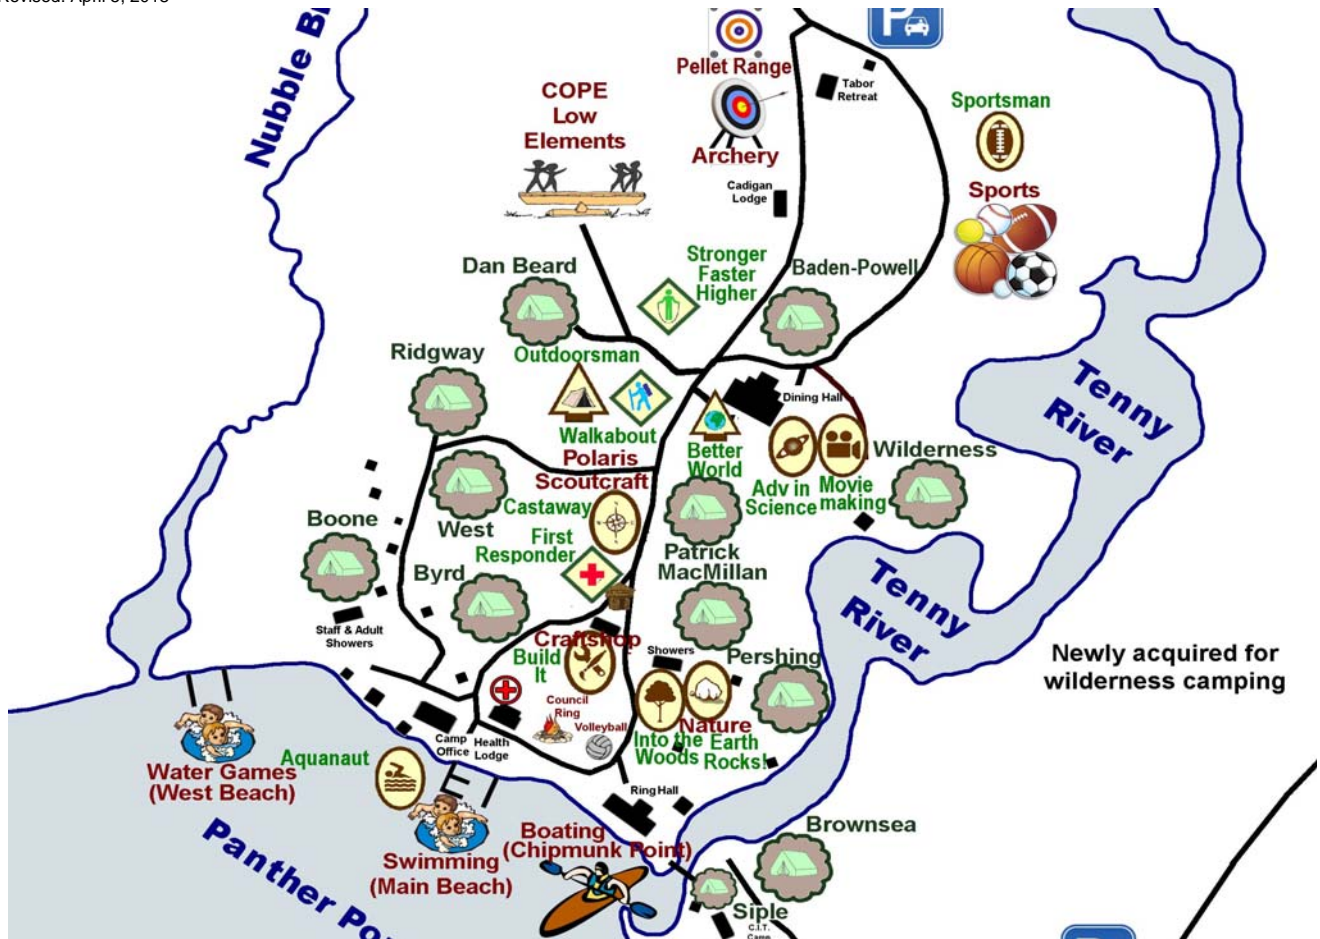 Nubble
P
Pellet Range
Tabor
Retreat
COPE
Low
Elements
Sportsman
Archery
Sports
Cadigan
Lodge
Stronger
Faster
Higher
Dan Beard
Baden-Powell
Ridgway
Outdoorsman
Tenny
River
Dining Hall
Walkabout
Better
World
Wilderness
Polaris
Scoutcraft
Adv in
Science
Movie
making
Castaway
Boone
West
First
Responder
Patrick
MacMillan
Byrd
Tenny
River
Staff & Adult
Showers
Craftshop
Build
It
Showers
Pershing
Newly acquired for
wilderness camping
Council
Ring
Volleyball
Nature
Into the
Woods
Earth
Rocks!
Camp
Office
Health
Lodge
Aquanaut
Water Games
(West Beach)
Ring Hall
Boating
(Chipmunk Point)
Brownsea
Swimming
(Main Beach)
Panther
Siple
C.I.T.